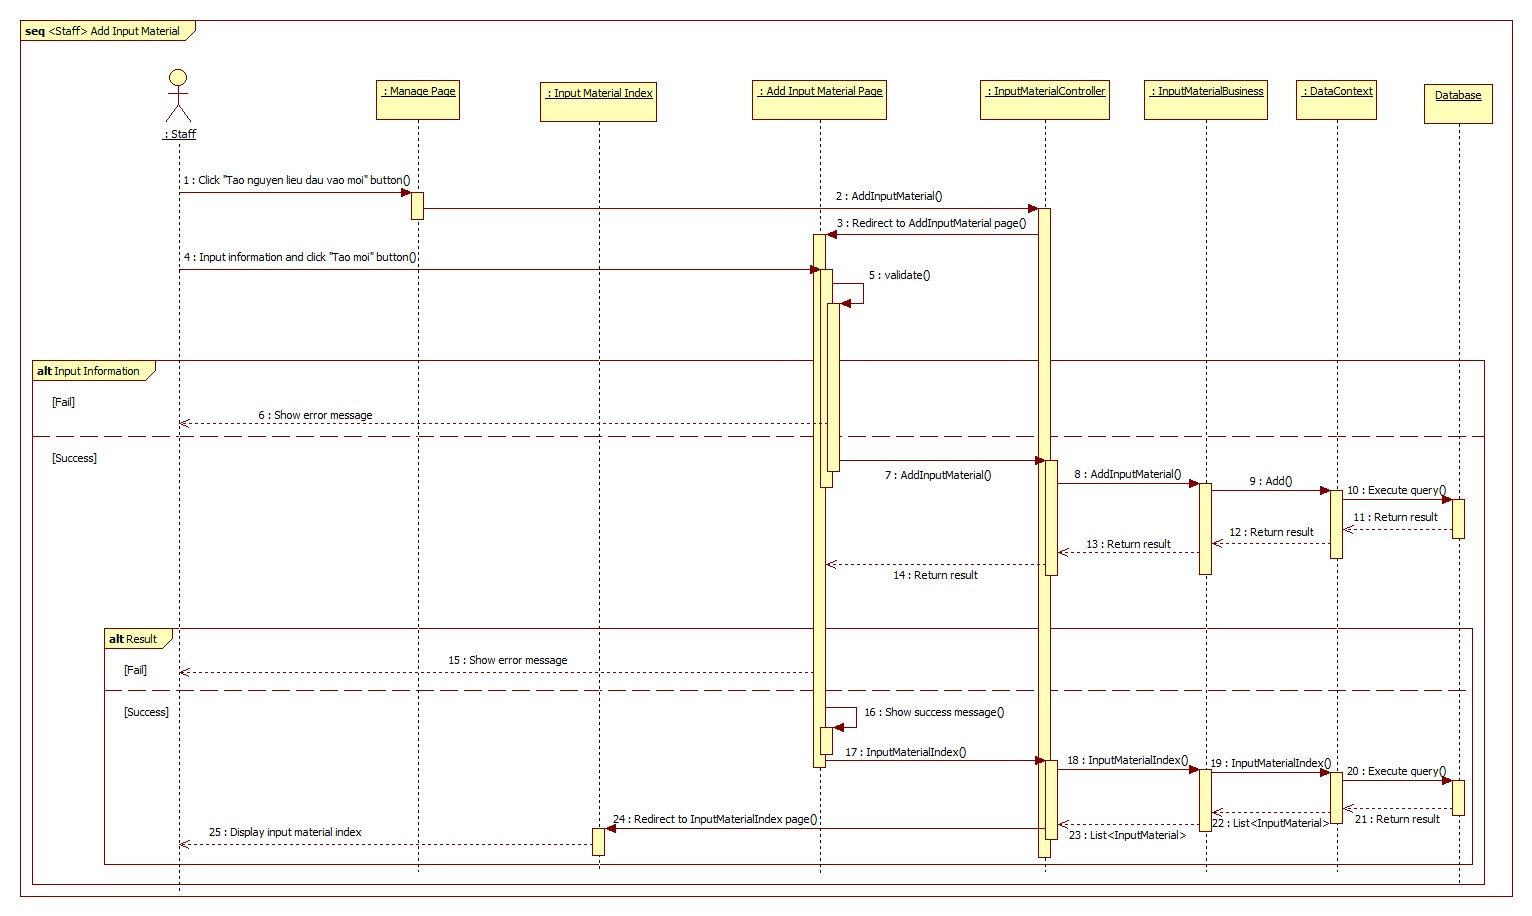 seq <Staff> Add Input Material
: Staff
: Manage Page
: Input Material Index
: Add Input Material Page
: InputMaterialController
: InputMaterialBusiness
: DataContext
Database
1 : Click "Tao nguyen lieu dau vao moi" button()
2 : AddInputMaterial()
3 : Redirect to AddInputMaterial page()
4 : Input information and click "Tao moi" button()
5 : validate()
alt Input Information
[Fail]
6 : Show error message
[Success]
7 : AddInputMaterial()
8 : AddInputMaterial()
9 : Add()
10 : Execute query()
11 : Return result
12 : Return result
13 : Return result
14 : Return result
alt Result
[Fail]
15 : Show error message
[Success]
16 : Show success message()
17 : InputMaterialIndex()
18 : InputMaterialIndex()
19 : InputMaterialIndex()
20 : Execute query()
21 : Return result
22 : List<InputMaterial>
23 : List<InputMaterial>
24 : Redirect to InputMaterialIndex page()
25 : Display input material index